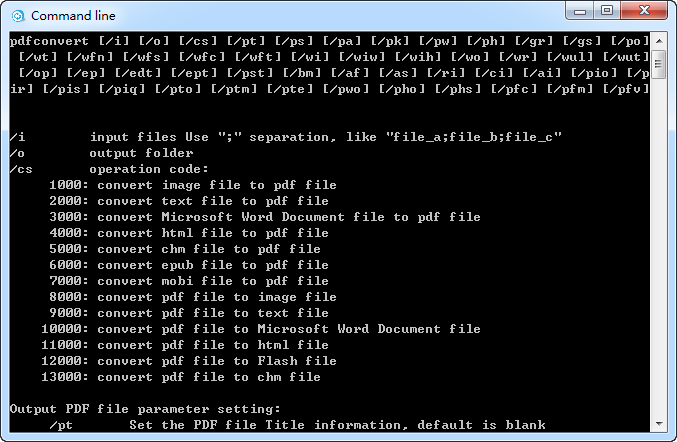 Command line
pdfconvert [/i] [/o] [/cs] [/pt] [/ps] [/pa] [/pk] [/pw] [/ph] [/gr] [/gs] [/po]
[/wt] [/wfn] [/wfs] [/wfc] [/wft] [/wi] [/wiw] [/wih] [/wo] [/wr] [/wul] [/wut]
[/op] [/ep] [/edt] [/ept] [/pst] [/bm] [/af] [/as] [/ri] [/ci] [/ai] [/pio] [/p
ir] [/pis] [/piq] [/pto] [/ptm] [/pte] [/pwo] [/pho] [/phs] [/pfc] [/pfm] [/pfv]
/i input files Use ";" separation, like "file_a;file_b;file_c"
/o output folder
/cs operation code:
1000: convert image file to pdf file
2000: convert text file to pdf file
3000: convert Microsoft Word Document file to pdf file
4000: convert html file to pdf file
5000: convert chm file to pdf file
6000: convert epub file to pdf file
7000: convert mobi file to pdf file
8000: convert pdf file to image file
9000: convert pdf file to text file
10000: convert pdf file to Microsoft Word Document file
11000: convert pdf file to html file
12000: convert pdf file to Flash file
13000: convert pdf file to chm file
Output PDF file parameter setting:
/pt Set the PDF file Title information, default is blank